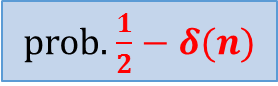 prob. 1/2 − δ(n)